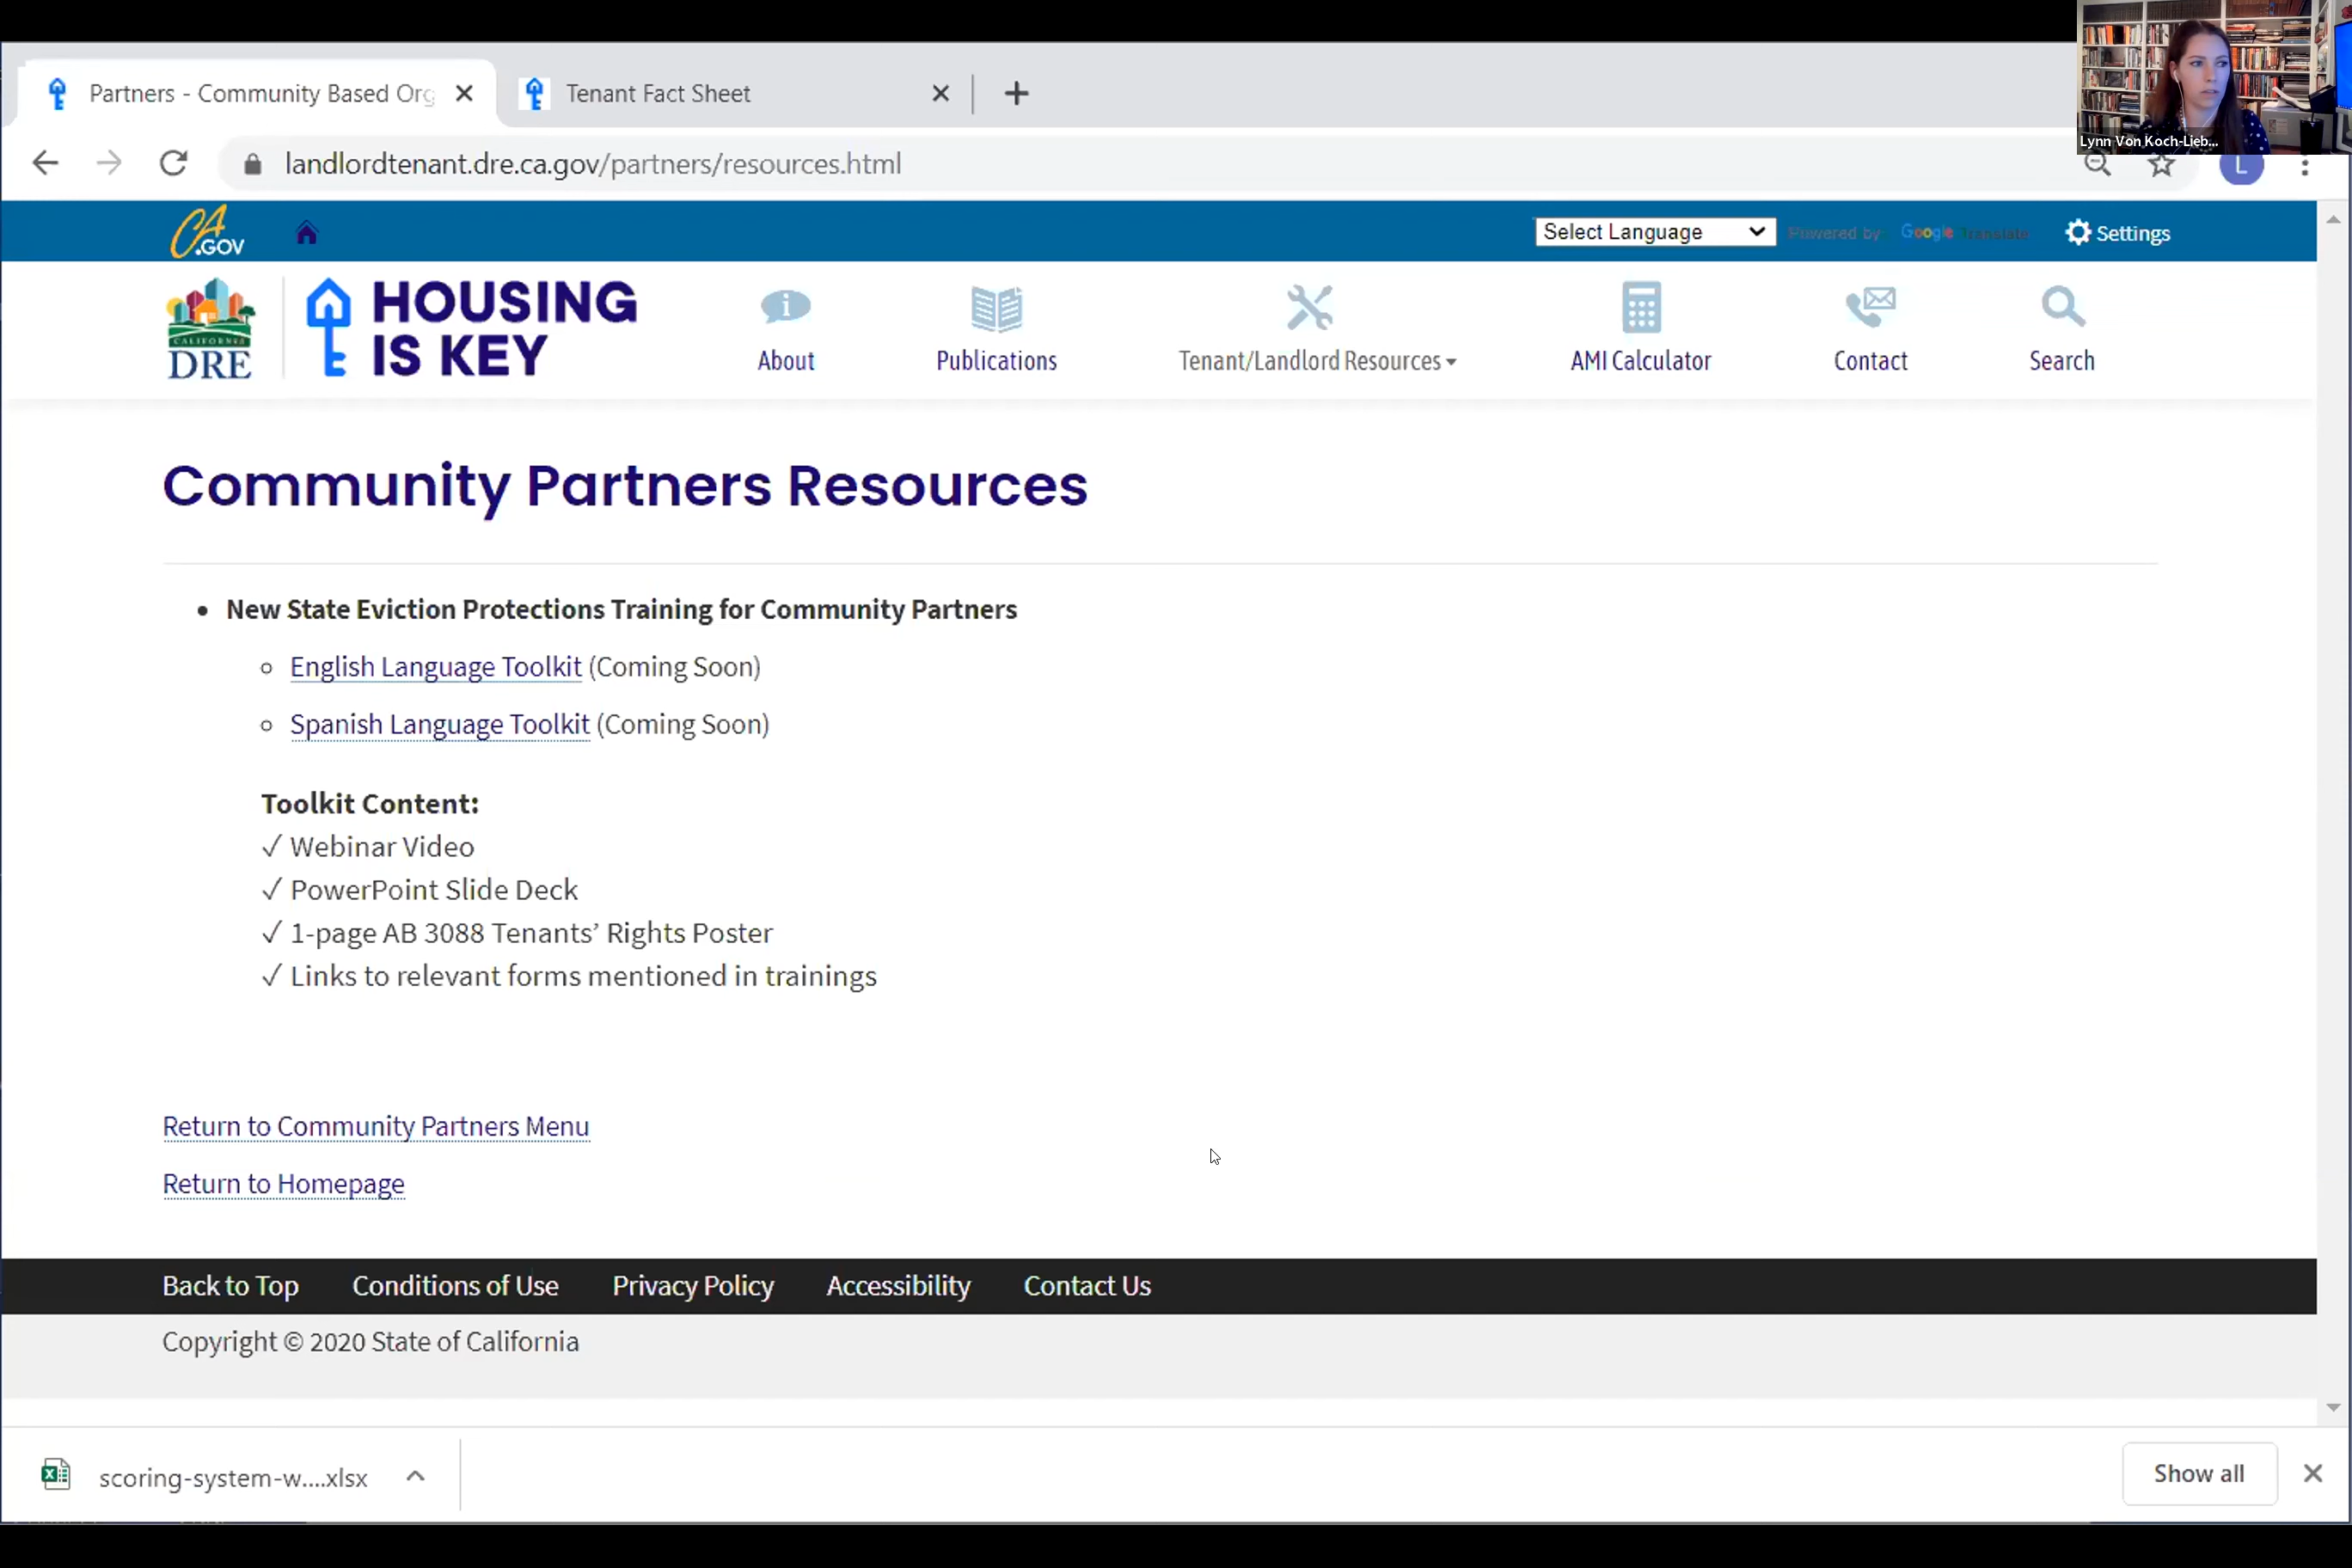 Partners - Community Based Org
Tenant Fact Sheet
Lynn Von Koch-Lieb...
landlordtenant.dre.ca.gov/partners/resources.html
L
CA
.GOV
Select Language
Powered by
Google Translate
Settings
CALIFORNIA
DRE
HOUSING
IS KEY
About
Publications
Tenant/Landlord Resources
AMI Calculator
Contact
Search
Community Partners Resources
• New State Eviction Protections Training for Community Partners
○ English Language Toolkit (Coming Soon)
○ Spanish Language Toolkit (Coming Soon)
Toolkit Content:
✓ Webinar Video
✓ PowerPoint Slide Deck
✓ 1-page AB 3088 Tenants’ Rights Poster
✓ Links to relevant forms mentioned in trainings
Return to Community Partners Menu
Return to Homepage
Back to Top Conditions of Use Privacy Policy Accessibility Contact Us
Copyright © 2020 State of California
scoring-system-w....xlsx
Show all